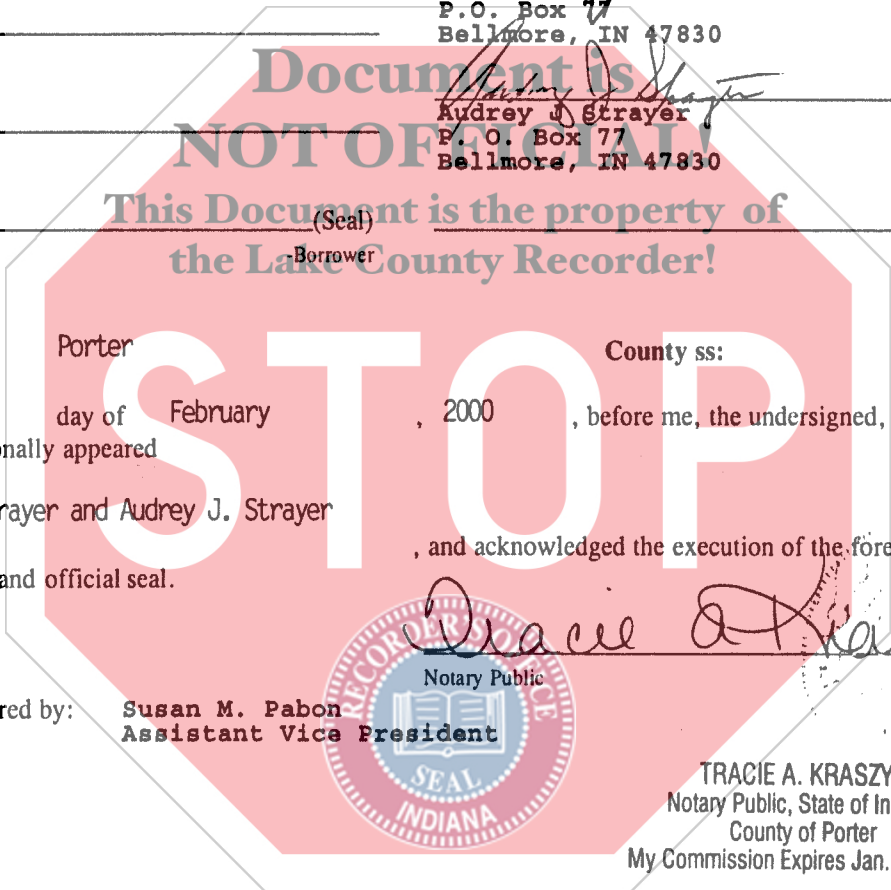 P.O. Box 77
Bellmore, IN 47830
Document is
Audrey J Strayer
NOT OFFICIAL!
P. O. Box 77
Bellmore, IN 47830
This Document is the property of
(Seal)
-Borrower
the Lake County Recorder!
STOP
Porter County ss:
day of February , 2000 , before me, the undersigned,
onally appeared
rayer and Audrey J. Strayer
, and acknowledged the execution of the fore
and official seal.
Tracie A
Notary Public
RECORDER'S OFFICE
SEAL
INDIANA
red by: Susan M. Pabon
Assistant Vice President
TRACIE A. KRASZY
Notary Public, State of In
County of Porter
My Commission Expires Jan.